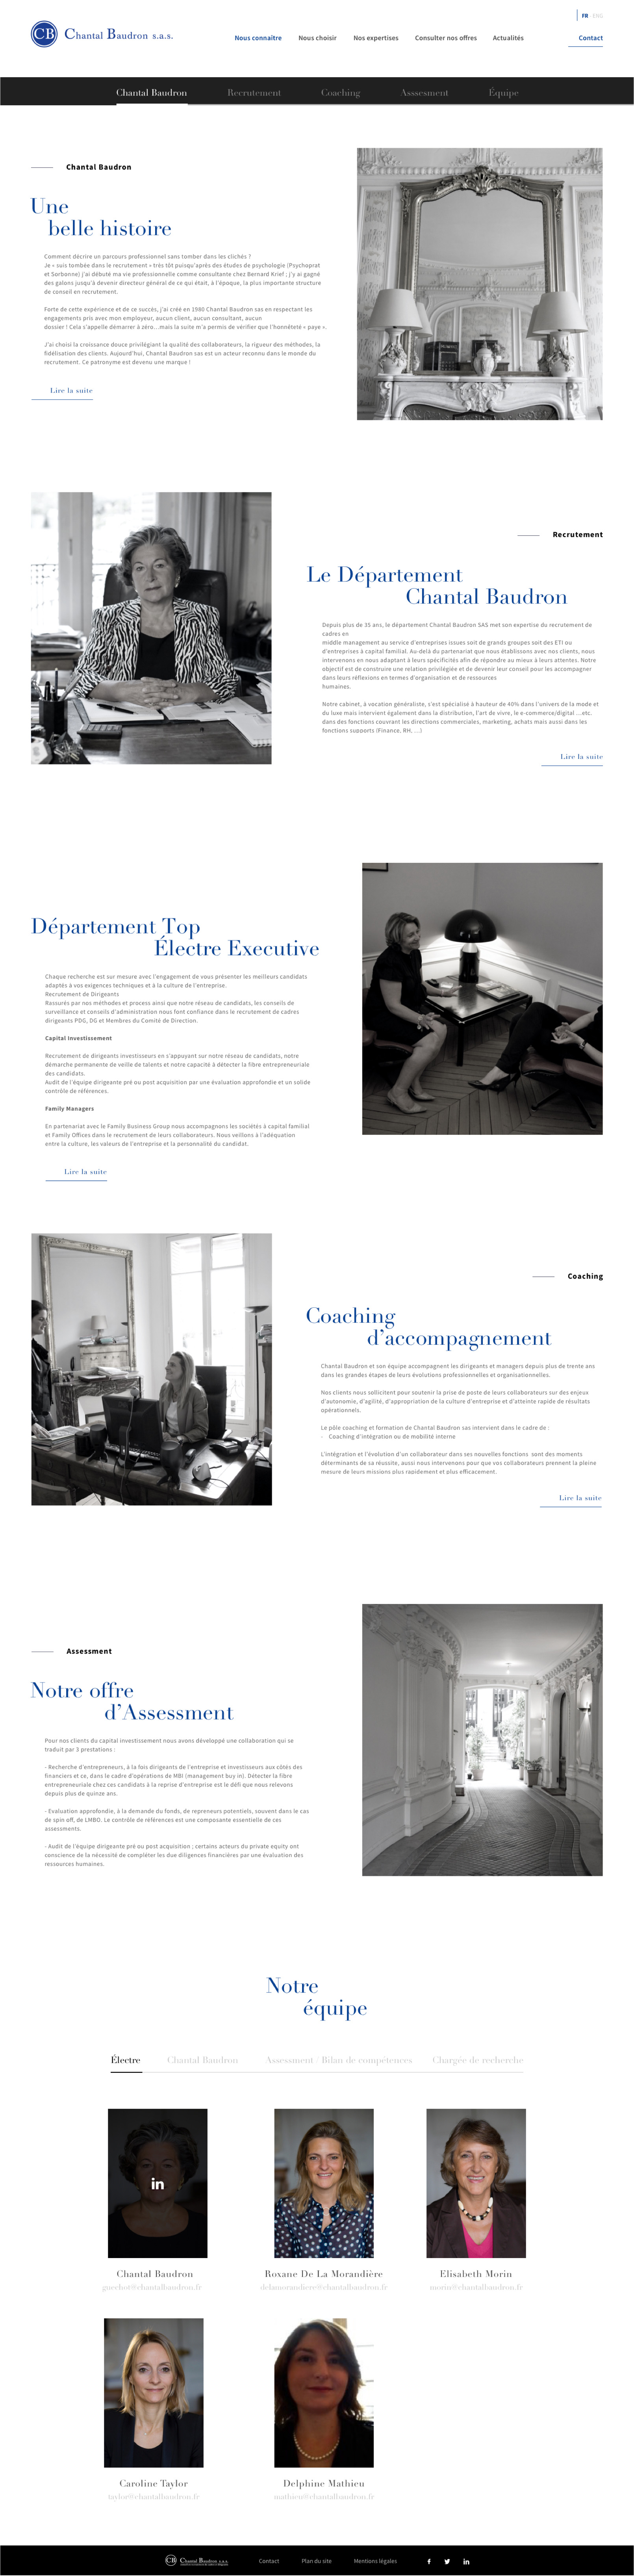 FR ENG
CB Chantal Baudron s.a.s.
Nous connaître Nous choisir Nos expertises Consulter nos offres Actualités Contact
Chantal Baudron Recrutement Coaching Asssesment Équipe
Chantal Baudron
Une
belle histoire
Comment décrire un parcours professionnel sans tomber dans les clichés ?
Je « suis tombée dans le recrutement » très tôt puisqu'après des études de psychologie (Psychoprat
et Sorbonne) j'ai débuté ma vie professionnelle comme consultante chez Bernard Krief ; j'y ai gagné
des galons jusqu'à devenir directeur général de ce qui était, à l'époque, la plus importante structure
de conseil en recrutement.
Forte de cette expérience et de ce succès, j'ai créé en 1980 Chantal Baudron sas en respectant les
engagements pris avec mon employeur, aucun client, aucun consultant, aucun
dossier ! Cela s'appelle démarrer à zéro…mais la suite m'a permis de vérifier que l'honnêteté « paye ».
J'ai choisi la croissance douce privilégiant la qualité des collaborateurs, la rigueur des méthodes, la
fidélisation des clients. Aujourd'hui, Chantal Baudron sas est un acteur reconnu dans le monde du
recrutement. Ce patronyme est devenu une marque !
Lire la suite
Recrutement
Le Département
Chantal Baudron
Depuis plus de 35 ans, le département Chantal Baudron SAS met son expertise du recrutement de
cadres en
middle management au service d'entreprises issues soit de grands groupes soit des ETI ou
d'entreprises à capital familial. Au-delà du partenariat que nous établissons avec nos clients, nous
intervenons en nous adaptant à leurs spécificités afin de répondre au mieux à leurs attentes. Notre
objectif est de construire une relation privilégiée et de devenir leur conseil pour les accompagner
dans leurs réflexions en termes d'organisation et de ressources
humaines.
Notre cabinet, à vocation généraliste, s'est spécialisé à hauteur de 40% dans l'univers de la mode et
du luxe mais intervient également dans la distribution, l'art de vivre, le e-commerce/digital …etc.
dans des fonctions couvrant les directions commerciales, marketing, achats mais aussi dans les
fonctions supports (Finance, RH, …)
Lire la suite
Département Top
Électre Executive
Chaque recherche est sur mesure avec l'engagement de vous présenter les meilleurs candidats
adaptés à vos exigences techniques et à la culture de l'entreprise.
Recrutement de Dirigeants
Rassurés par nos méthodes et process ainsi que notre réseau de candidats, les conseils de
surveillance et conseils d'administration nous font confiance dans le recrutement de cadres
dirigeants PDG, DG et Membres du Comité de Direction.
Capital Investissement
Recrutement de dirigeants investisseurs en s'appuyant sur notre réseau de candidats, notre
démarche permanente de veille de talents et notre capacité à détecter la fibre entrepreneuriale
des candidats.
Audit de l'équipe dirigeante pré ou post acquisition par une évaluation approfondie et un solide
contrôle de références.
Family Managers
En partenariat avec le Family Business Group nous accompagnons les sociétés à capital familial
et Family Offices dans le recrutement de leurs collaborateurs. Nous veillons à l'adéquation
entre la culture, les valeurs de l'entreprise et la personnalité du candidat.
Lire la suite
Coaching
Coaching
d'accompagnement
Chantal Baudron et son équipe accompagnent les dirigeants et managers depuis plus de trente ans
dans les grandes étapes de leurs évolutions professionnelles et organisationnelles.
Nos clients nous sollicitent pour soutenir la prise de poste de leurs collaborateurs sur des enjeux
d'autonomie, d'agilité, d'appropriation de la culture d'entreprise et d'atteinte rapide de résultats
opérationnels.
Le pôle coaching et formation de Chantal Baudron sas intervient dans le cadre de :
- Coaching d'intégration ou de mobilité interne
L'intégration et l'évolution d'un collaborateur dans ses nouvelles fonctions sont des moments
déterminants de sa réussite, aussi nous intervenons pour que vos collaborateurs prennent la pleine
mesure de leurs missions plus rapidement et plus efficacement.
Lire la suite
Assessment
Notre offre
d'Assessment
Pour nos clients du capital investissement nous avons développé une collaboration qui se
traduit par 3 prestations :
- Recherche d'entrepreneurs, à la fois dirigeants de l'entreprise et investisseurs aux côtés des
financiers et ce, dans le cadre d'opérations de MBI (management buy in). Détecter la fibre
entrepreneuriale chez ces candidats à la reprise d'entreprise est le défi que nous relevons
depuis plus de quinze ans.
- Evaluation approfondie, à la demande du fonds, de repreneurs potentiels, souvent dans le cas
de spin off, de LMBO. Le contrôle de références est une composante essentielle de ces
assessments.
- Audit de l'équipe dirigeante pré ou post acquisition ; certains acteurs du private equity ont
conscience de la nécessité de compléter les due diligences financières par une évaluation des
ressources humaines.
Notre
équipe
Électre Chantal Baudron Assessment / Bilan de compétences Chargée de recherche
in
Chantal Baudron Roxane De La Morandière Elisabeth Morin
guerbot@chantalbaudron.fr delamorandiere@chantalbaudron.fr morin@chantalbaudron.fr
Caroline Taylor Delphine Mathieu
taylor@chantalbaudron.fr mathieu@chantalbaudron.fr
CB Chantal Baudron s.a.s. Contact Plan du site Mentions légales f in